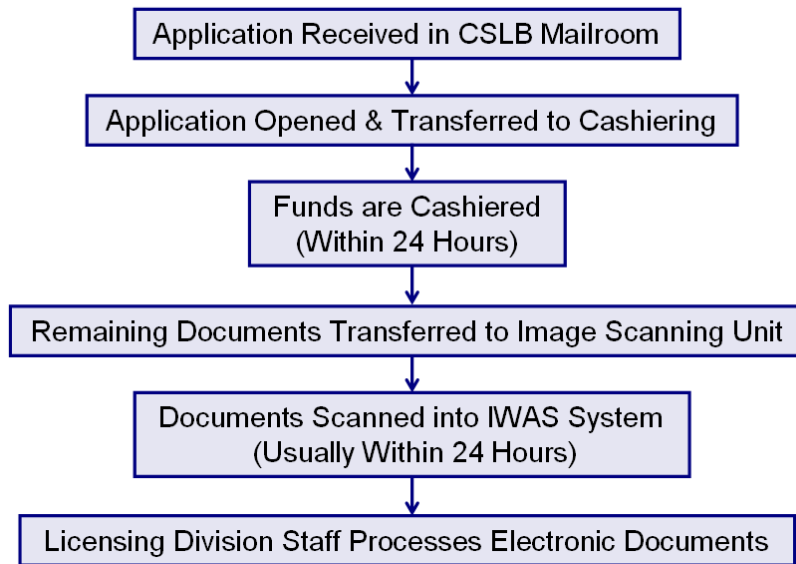 Application Received in CSLB Mailroom
Application Opened & Transferred to Cashiering
Funds are Cashiered
(Within 24 Hours)
Remaining Documents Transferred to Image Scanning Unit
Documents Scanned into IWAS System
(Usually Within 24 Hours)
Licensing Division Staff Processes Electronic Documents